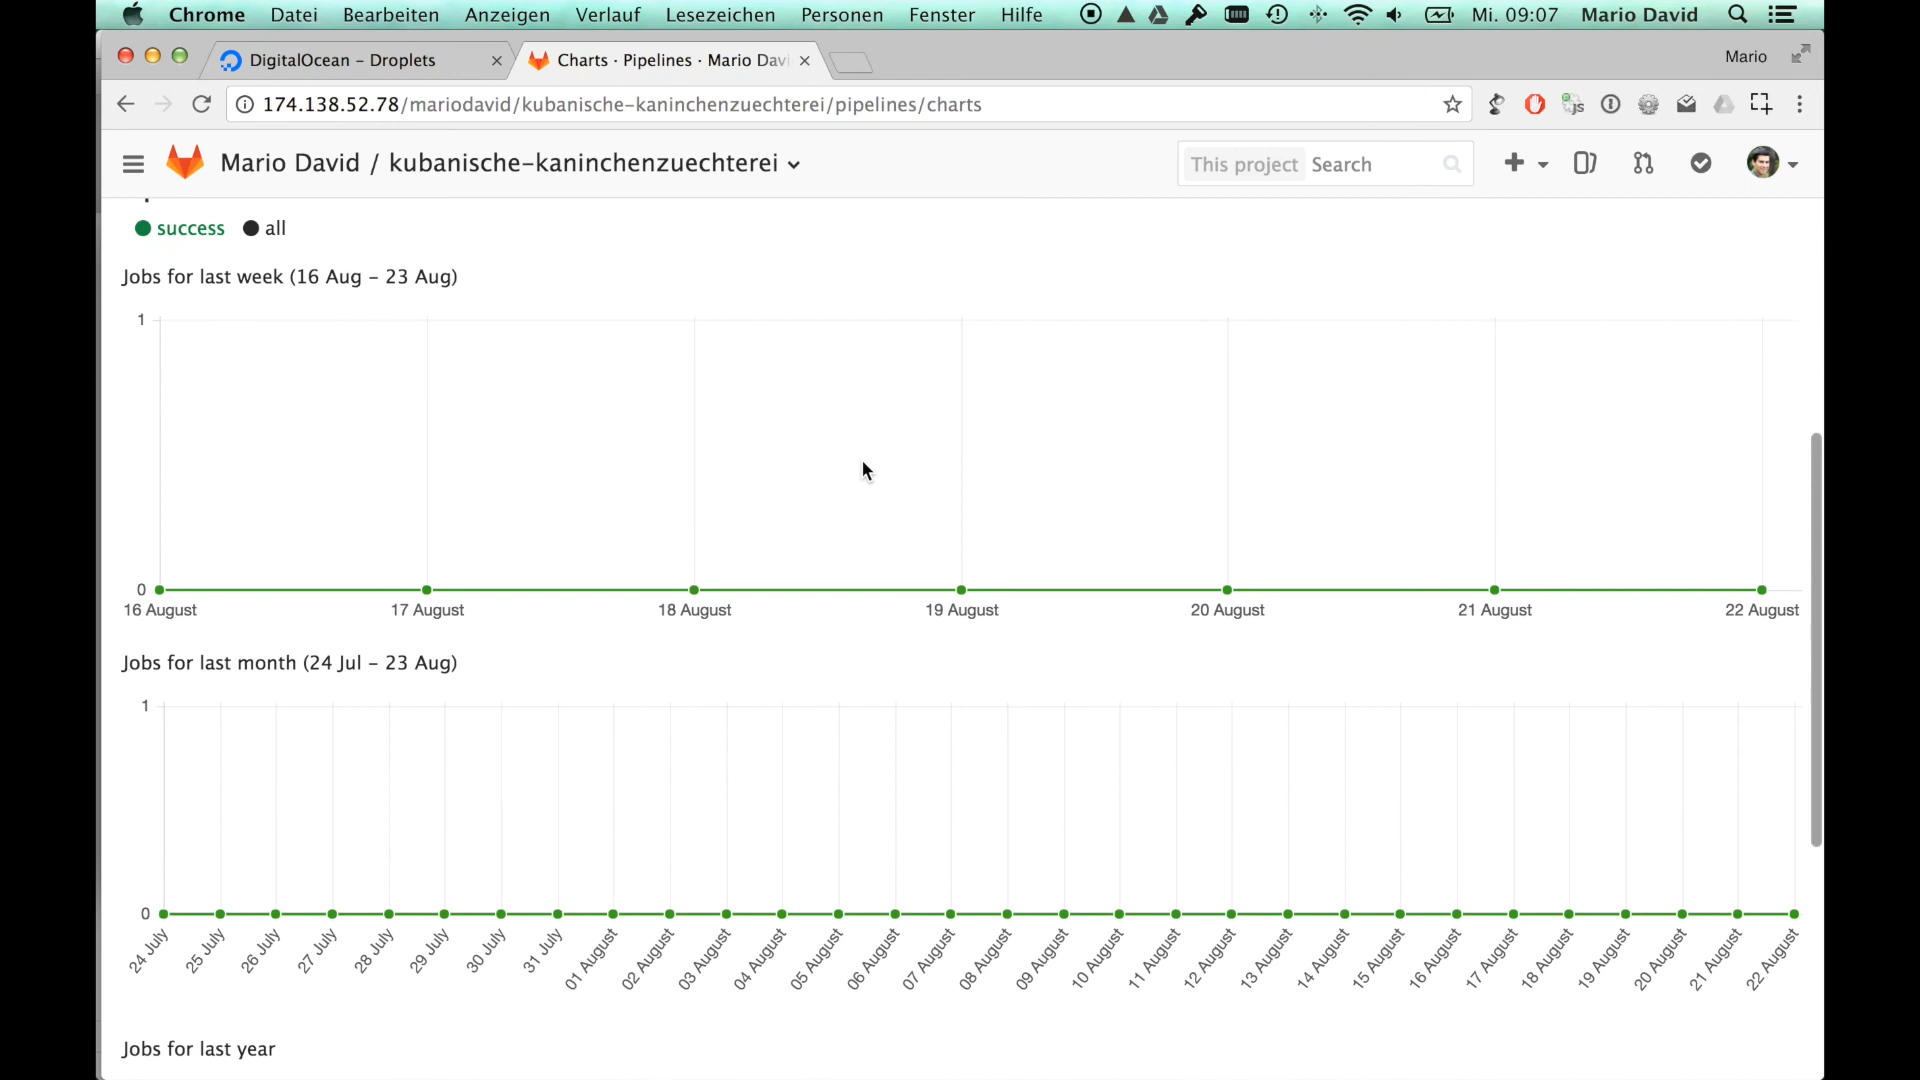 Chrome Datei Bearbeiten Anzeigen Verlauf Lesezeichen Personen Fenster Hilfe Mi. 09:07 Mario David
DigitalOcean – Droplets Charts · Pipelines · Mario Davi Mario
174.138.52.78/mariodavid/kubanische-kaninchenzuechterei/pipelines/charts
Mario David / kubanische-kaninchenzuechterei This project Search
success all
Jobs for last week (16 Aug – 23 Aug)
1
0
16 August 17 August 18 August 19 August 20 August 21 August 22 August
Jobs for last month (24 Jul – 23 Aug)
1
0
24 July 25 July 26 July 27 July 28 July 29 July 30 July 31 July 01 August 02 August 03 August 04 August 05 August 06 August 07 August 08 August 09 August 10 August 11 August 12 August 13 August 14 August 15 August 16 August 17 August 18 August 19 August 20 August 21 August 22 August
Jobs for last year